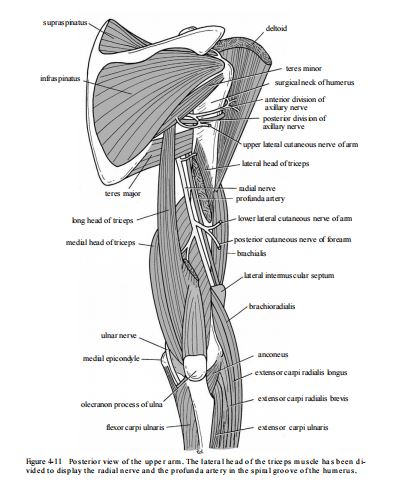 supraspinatus
deltoid
infraspinatus
teres minor
surgical neck of humerus
anterior division of
axillary nerve
posterior division of
axillary nerve
upper lateral cutaneous nerve of arm
lateral head of triceps
teres major
radial nerve
profunda artery
long head of triceps
lower lateral cutaneous nerve of arm
medial head of triceps
posterior cutaneous nerve of forearm
brachialis
lateral intermuscular septum
brachioradialis
ulnar nerve
medial epicondyle
anconeus
extensor carpi radialis longus
olecranon process of ulna
extensor carpi radialis brevis
flexor carpi ulnaris
extensor carpi ulnaris
Figure 4-11 Posterior view of the upper arm. The lateral head of the triceps muscle has been di-
vided to display the radial nerve and the profunda artery in the spiral groove of the humerus.